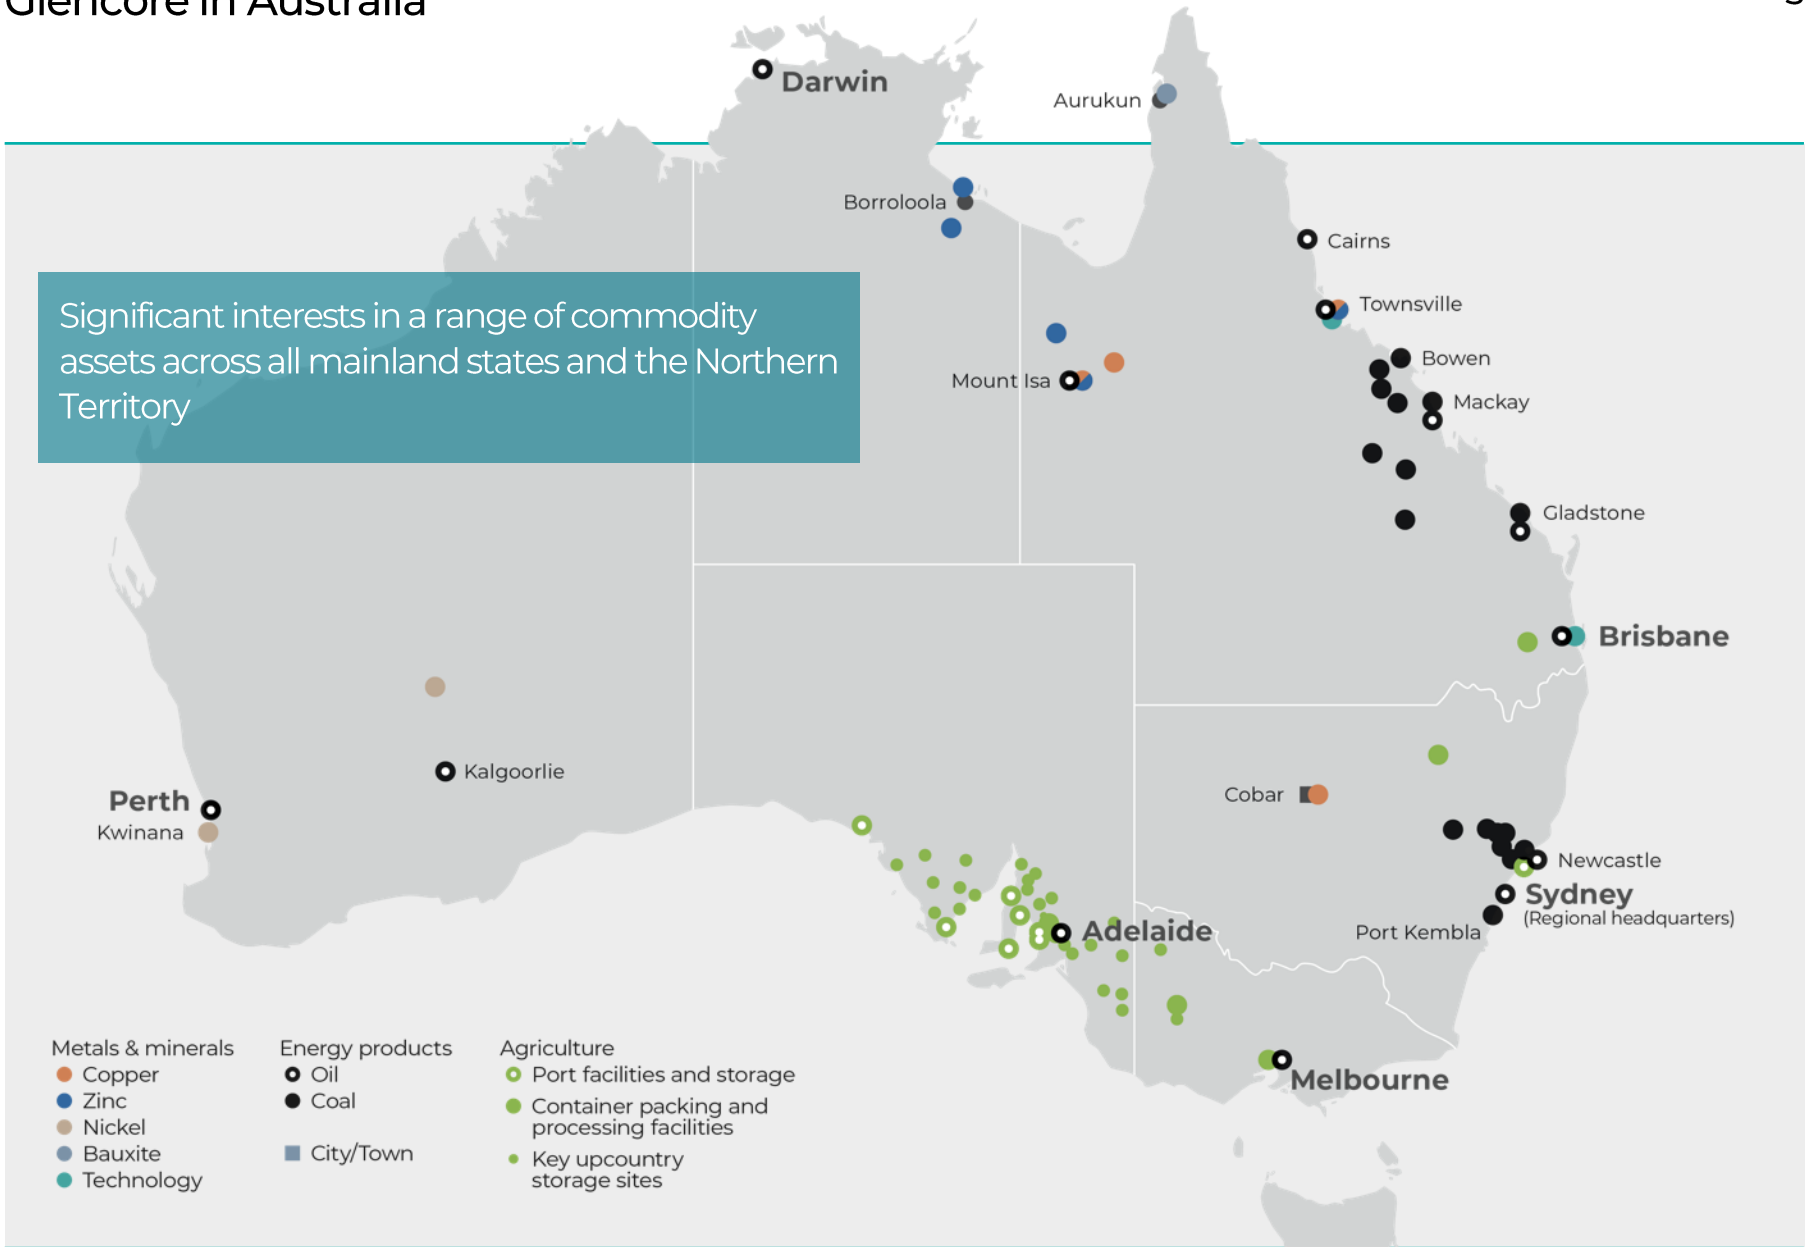 Glencore in Australia
Darwin
Aurukun
Borroloola
Cairns
Significant interests in a range of commodity
assets across all mainland states and the Northern
Territory
Townsville
Bowen
Mount Isa
Mackay
Gladstone
Brisbane
Kalgoorlie
Perth
Kwinana
Cobar
Newcastle
Sydney
(Regional headquarters)
Port Kembla
Adelaide
Melbourne
Metals & minerals
Copper
Zinc
Nickel
Bauxite
Technology
Energy products
Oil
Coal
City/Town
Agriculture
Port facilities and storage
Container packing and
processing facilities
Key upcountry
storage sites